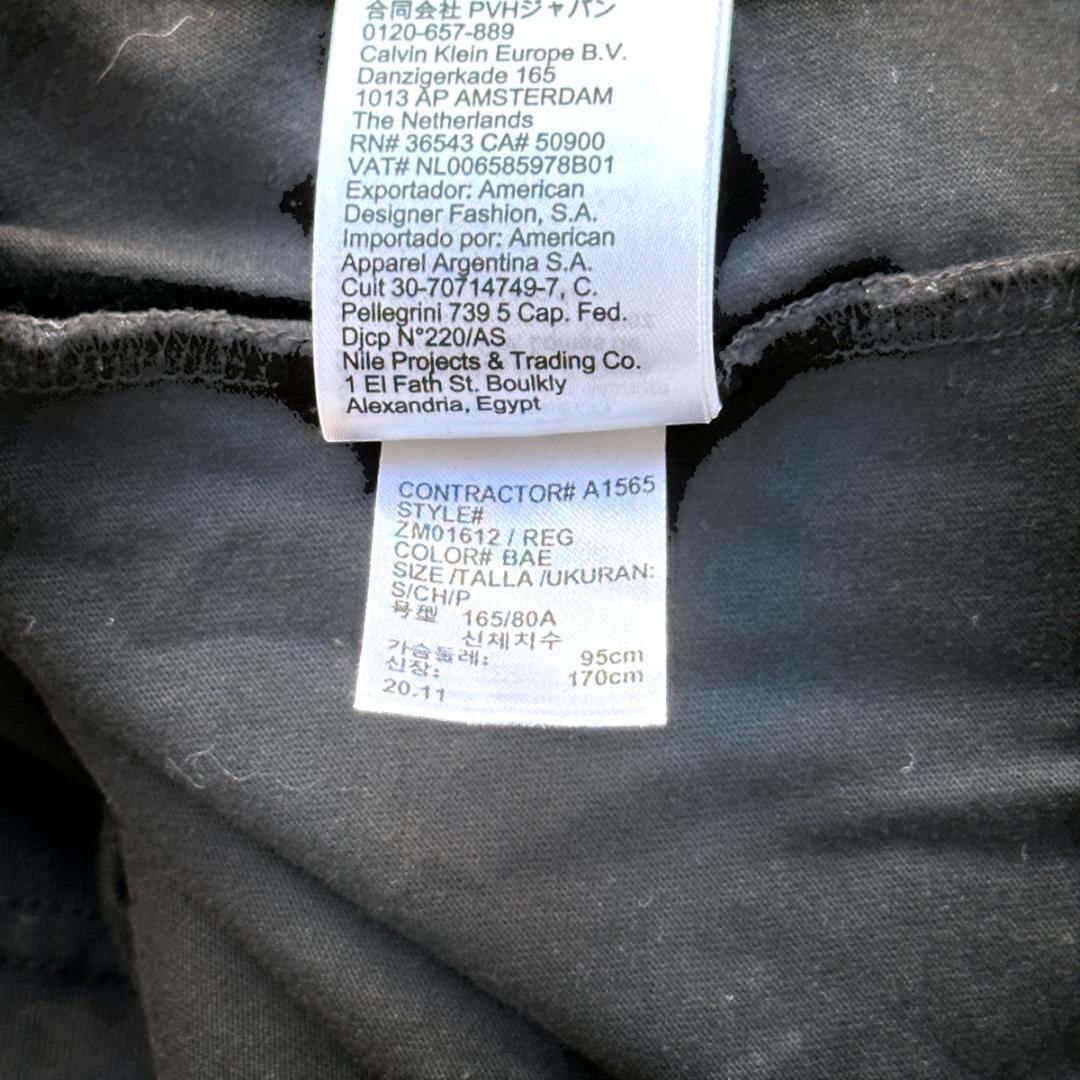 合同会社 PVHジャパン
0120-657-889
Calvin Klein Europe B.V.
Danzigerkade 165
1013 AP AMSTERDAM
The Netherlands
RN# 36543 CA# 50900
VAT# NL006585978B01
Exportador: American
Designer Fashion, S.A.
Importado por: American
Apparel Argentina S.A.
Cuit 30-70714749-7, C.
Pellegrini 739 5 Cap. Fed.
Djcp N°220/AS
Nile Projects & Trading Co.
1 El Fath St. Boulkly
Alexandria, Egypt
CONTRACTOR# A1565
STYLE#
ZM01612 / REG
COLOR# BAE
SIZE /TALLA /UKURAN:
S/CH/P
号型 165/80A
신체치수
가슴둘레: 95cm
신장: 170cm
20.11